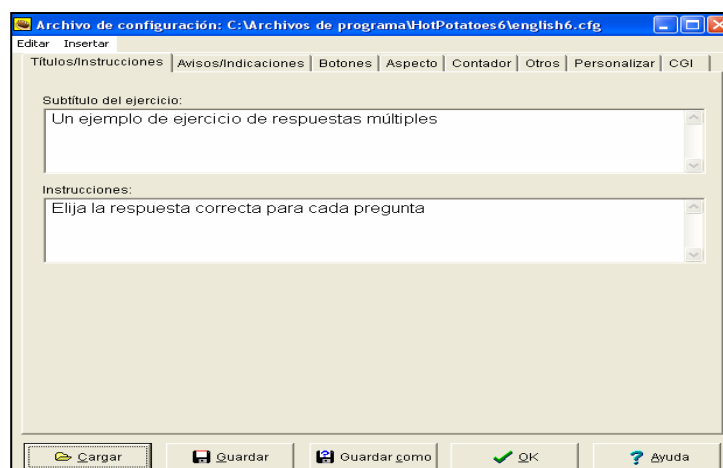 Archivo de configuración: C:\Archivos de programa\HotPotatoes6\english6.cfg
Editar Insertar
Títulos/Instrucciones Avisos/Indicaciones Botones Aspecto Contador Otros Personalizar CGI
Subtítulo del ejercicio:
Un ejemplo de ejercicio de respuestas múltiples
Instrucciones:
Elija la respuesta correcta para cada pregunta
Cargar Guardar Guardar como OK Ayuda